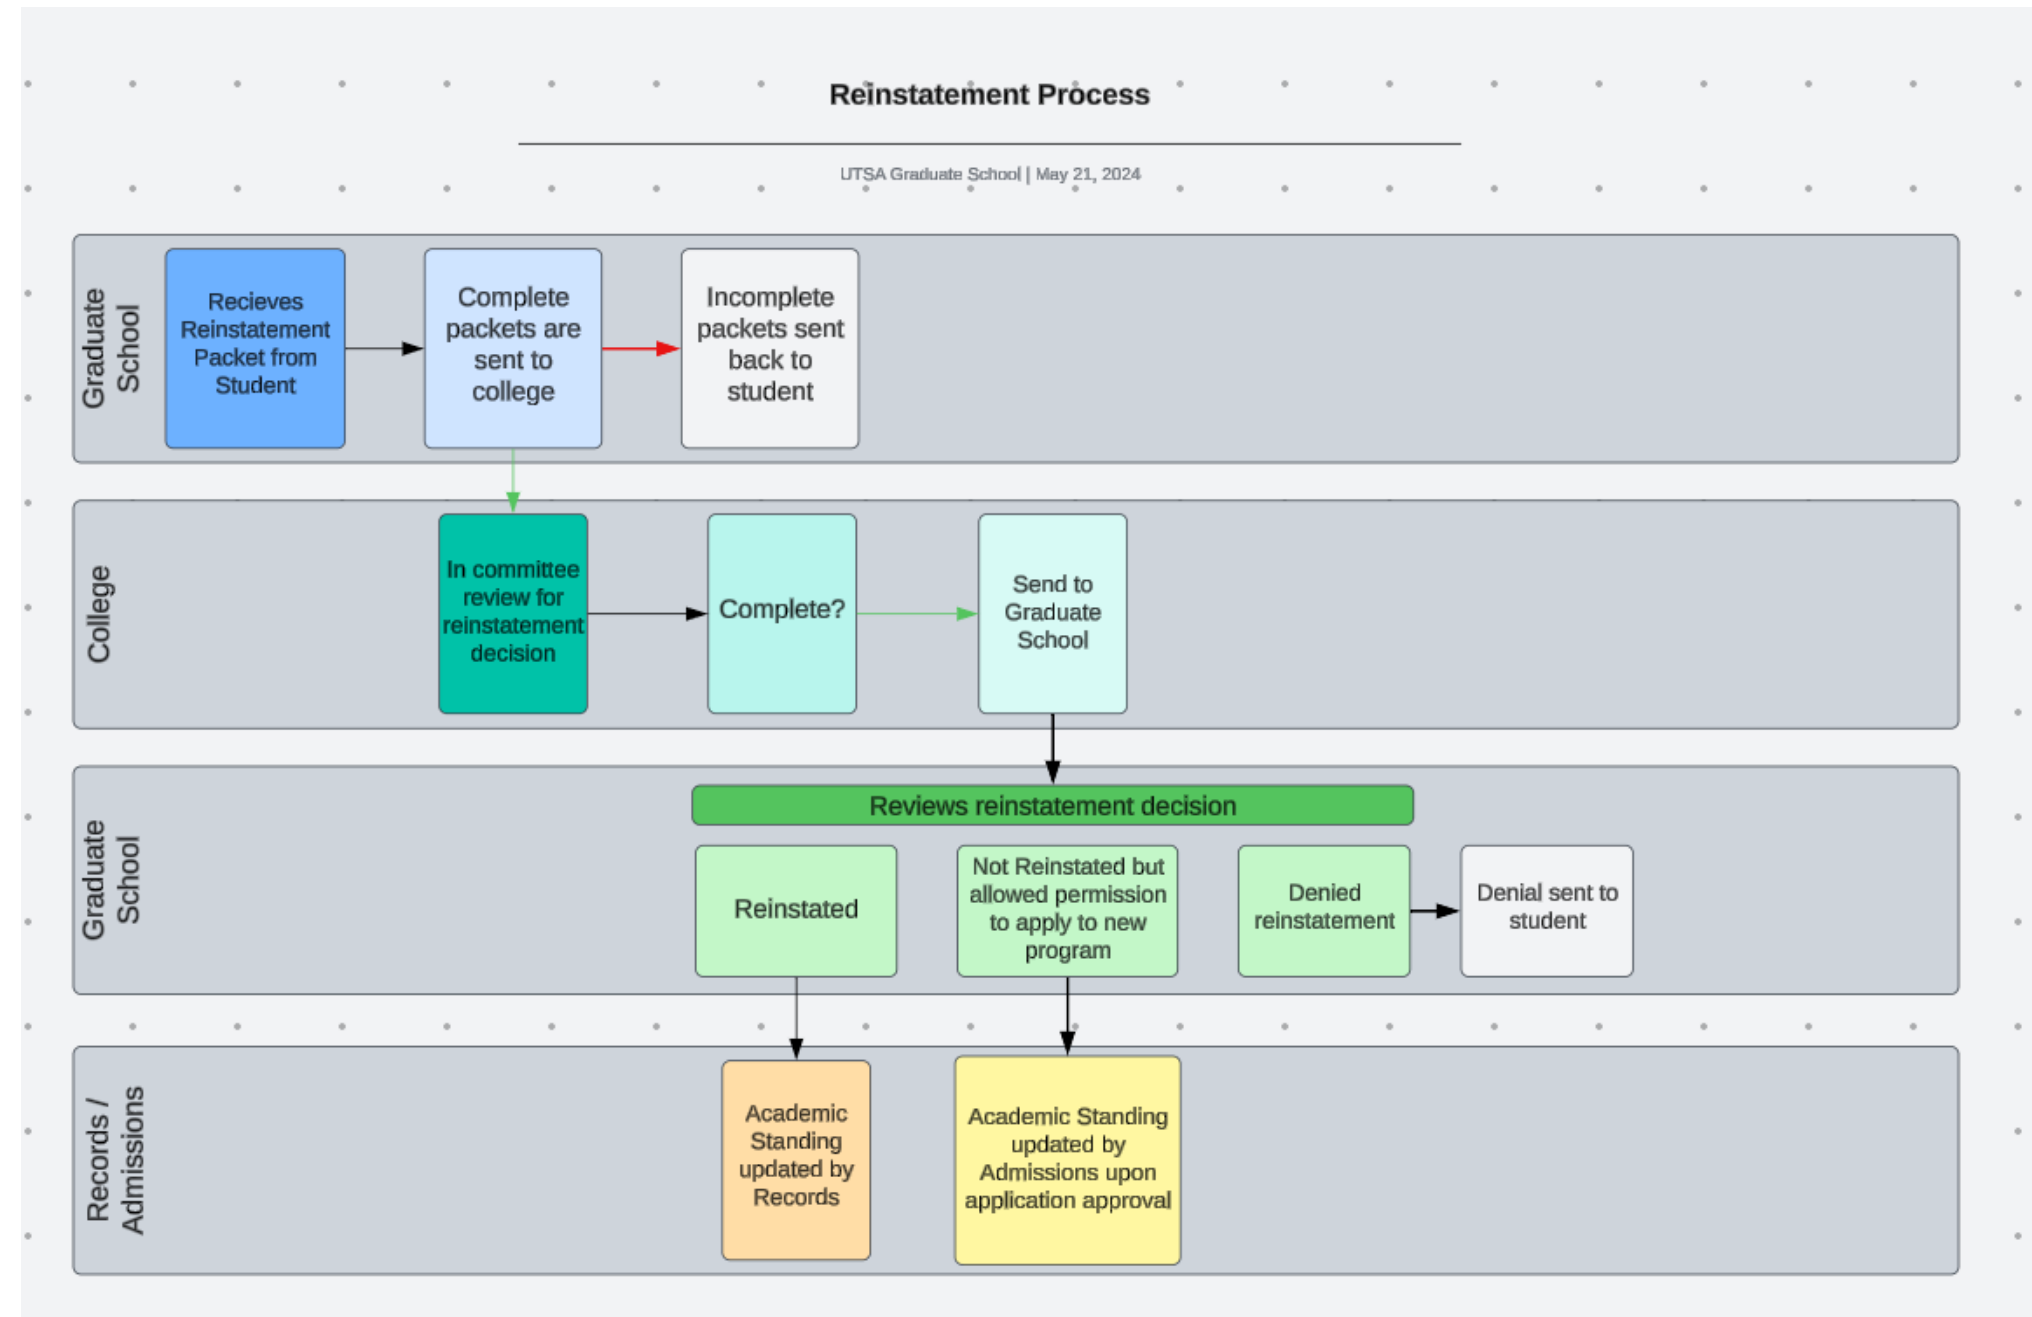 Reinstatement Process
UTSA Graduate School | May 21, 2024
Graduate
School
Recieves
Reinstatement
Packet from
Student
Complete
packets are
sent to
college
Incomplete
packets sent
back to
student
College
In committee
review for
reinstatement
decision
Complete?
Send to
Graduate
School
Graduate
School
Reviews reinstatement decision
Reinstated
Not Reinstated but
allowed permission
to apply to new
program
Denied
reinstatement
Denial sent to
student
Records /
Admissions
Academic
Standing
updated by
Records
Academic Standing
updated by
Admissions upon
application approval